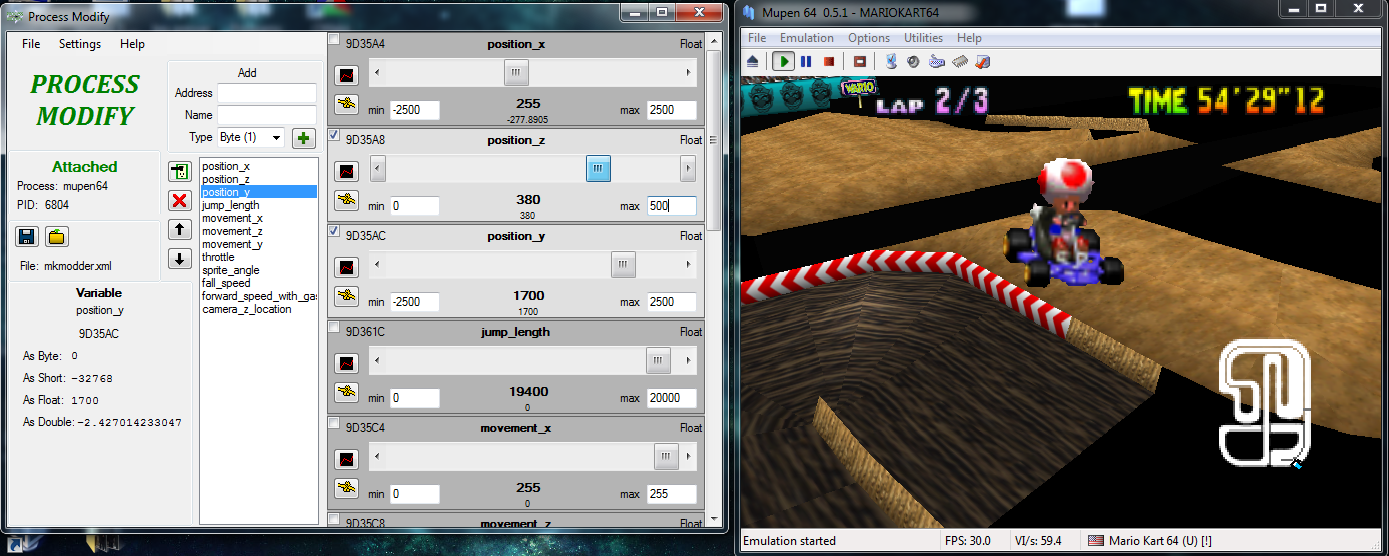 Process Modify
File Settings Help
PROCESS
MODIFY
Add
Address
Name
Type Byte (1)
Attached
Process: mupen64
PID: 6804
File: mkmodder.xml
Variable
position_y
9D35AC
As Byte: 0
As Short: -32768
As Float: 1700
As Double: -2.427014233047
position_x
position_z
position_y
jump_length
movement_x
movement_z
movement_y
throttle
sprite_angle
fall_speed
forward_speed_with_gas
camera_z_location
9D35A4 position_x Float
min -2500 255 max 2500
-277.8905
9D35A8 position_z Float
min 0 380 max 500
380
9D35AC position_y Float
min -2500 1700 max 2500
1700
9D361C jump_length Float
min 0 19400 max 20000
0
9D35C4 movement_x Float
min 0 255 max 255
0
9D35C8 movement_z Float
Mupen 64 0.5.1 - MARIOKART64
File Emulation Options Utilities Help
WARIO
LAP 2/3
TIME 54'29"12
Emulation started
FPS: 30.0
VI/s: 59.4
Mario Kart 64 (U) [!]